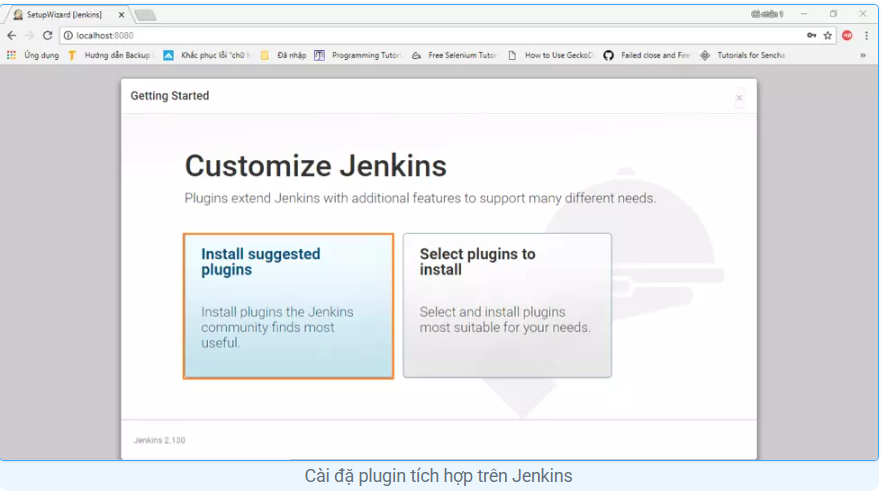 SetupWizard [Jenkins]
Cá nhân 1
localhost:8080
Ứng dụng Hướng dẫn Backup Khắc phục lỗi "chữ Đã nhập Programming Tutor Free Selenium Tutor How to Use GeckoD Failed close and Fire Tutorials for Sencha
Getting Started
Customize Jenkins
Plugins extend Jenkins with additional features to support many different needs.
Install suggested
plugins
Install plugins the Jenkins
community finds most
useful.
Select plugins to
install
Select and install plugins
most suitable for your needs.
Jenkins 2.130
Cài đặ plugin tích hợp trên Jenkins